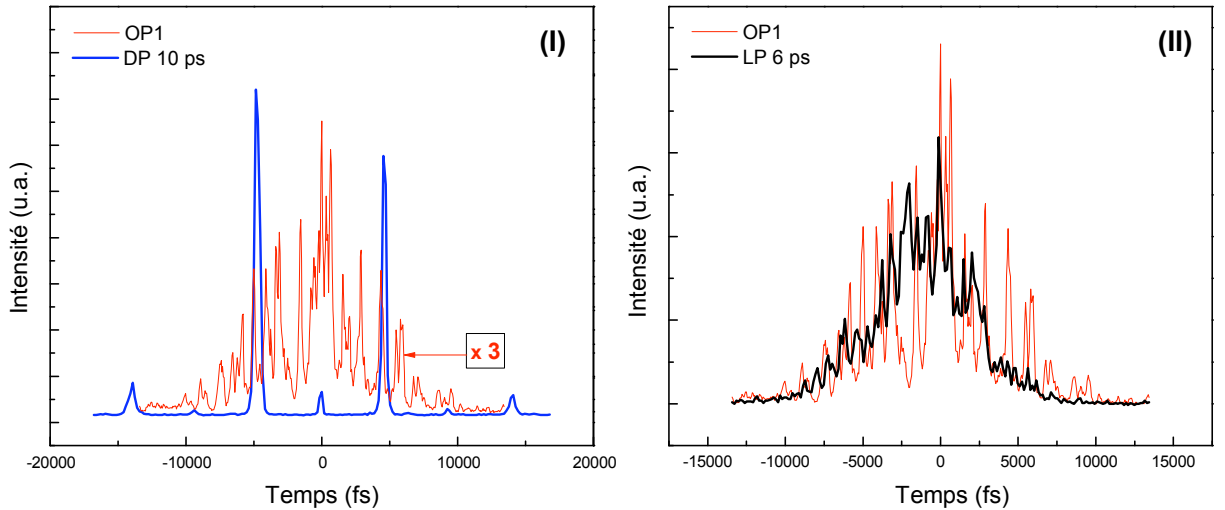 OP1
DP 10 ps
(I)
x 3
Intensité (u.a.)
-20000 -10000 0 10000 20000
Temps (fs)
OP1
LP 6 ps
(II)
Intensité (u.a.)
-15000 -10000 -5000 0 5000 10000 15000
Temps (fs)